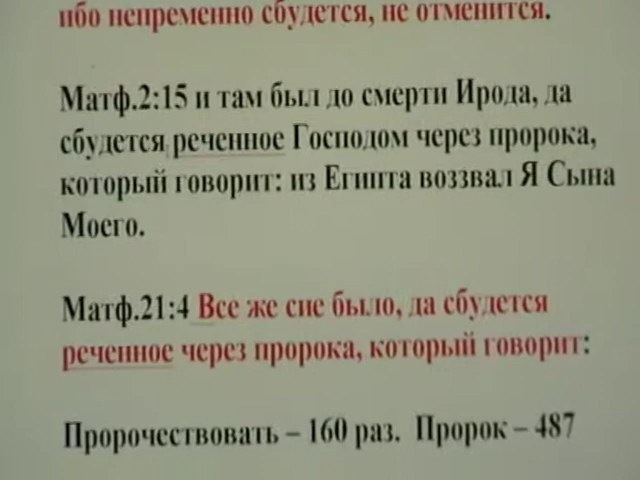 ибо непременно сбудется, не отменится.
Матф.2:15 и там был до смерти Ирода, да
сбудется реченное Господом через пророка,
который говорит: из Египта воззвал Я Сына
Моего.
Матф.21:4 Все же сие было, да сбудется
реченное через пророка, который говорит:
Пророчествовать – 160 раз. Пророк – 487